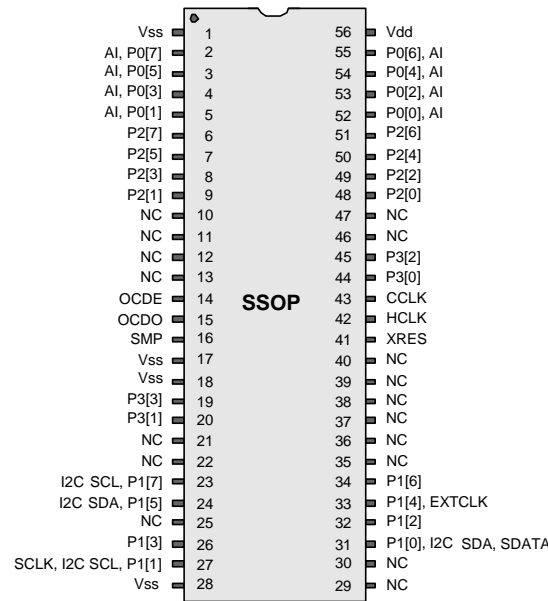 Vss 1 56 Vdd
AI, P0[7] 2 55 P0[6], AI
AI, P0[5] 3 54 P0[4], AI
AI, P0[3] 4 53 P0[2], AI
AI, P0[1] 5 52 P0[0], AI
P2[7] 6 51 P2[6]
P2[5] 7 50 P2[4]
P2[3] 8 49 P2[2]
P2[1] 9 48 P2[0]
NC 10 47 NC
NC 11 46 NC
NC 12 45 P3[2]
NC 13 44 P3[0]
OCDE 14 SSOP 43 CCLK
OCDO 15 42 HCLK
SMP 16 41 XRES
Vss 17 40 NC
Vss 18 39 NC
P3[3] 19 38 NC
P3[1] 20 37 NC
NC 21 36 NC
NC 22 35 NC
I2C SCL, P1[7] 23 34 P1[6]
I2C SDA, P1[5] 24 33 P1[4], EXTCLK
NC 25 32 P1[2]
P1[3] 26 31 P1[0], I2C SDA, SDATA
SCLK, I2C SCL, P1[1] 27 30 NC
Vss 28 29 NC